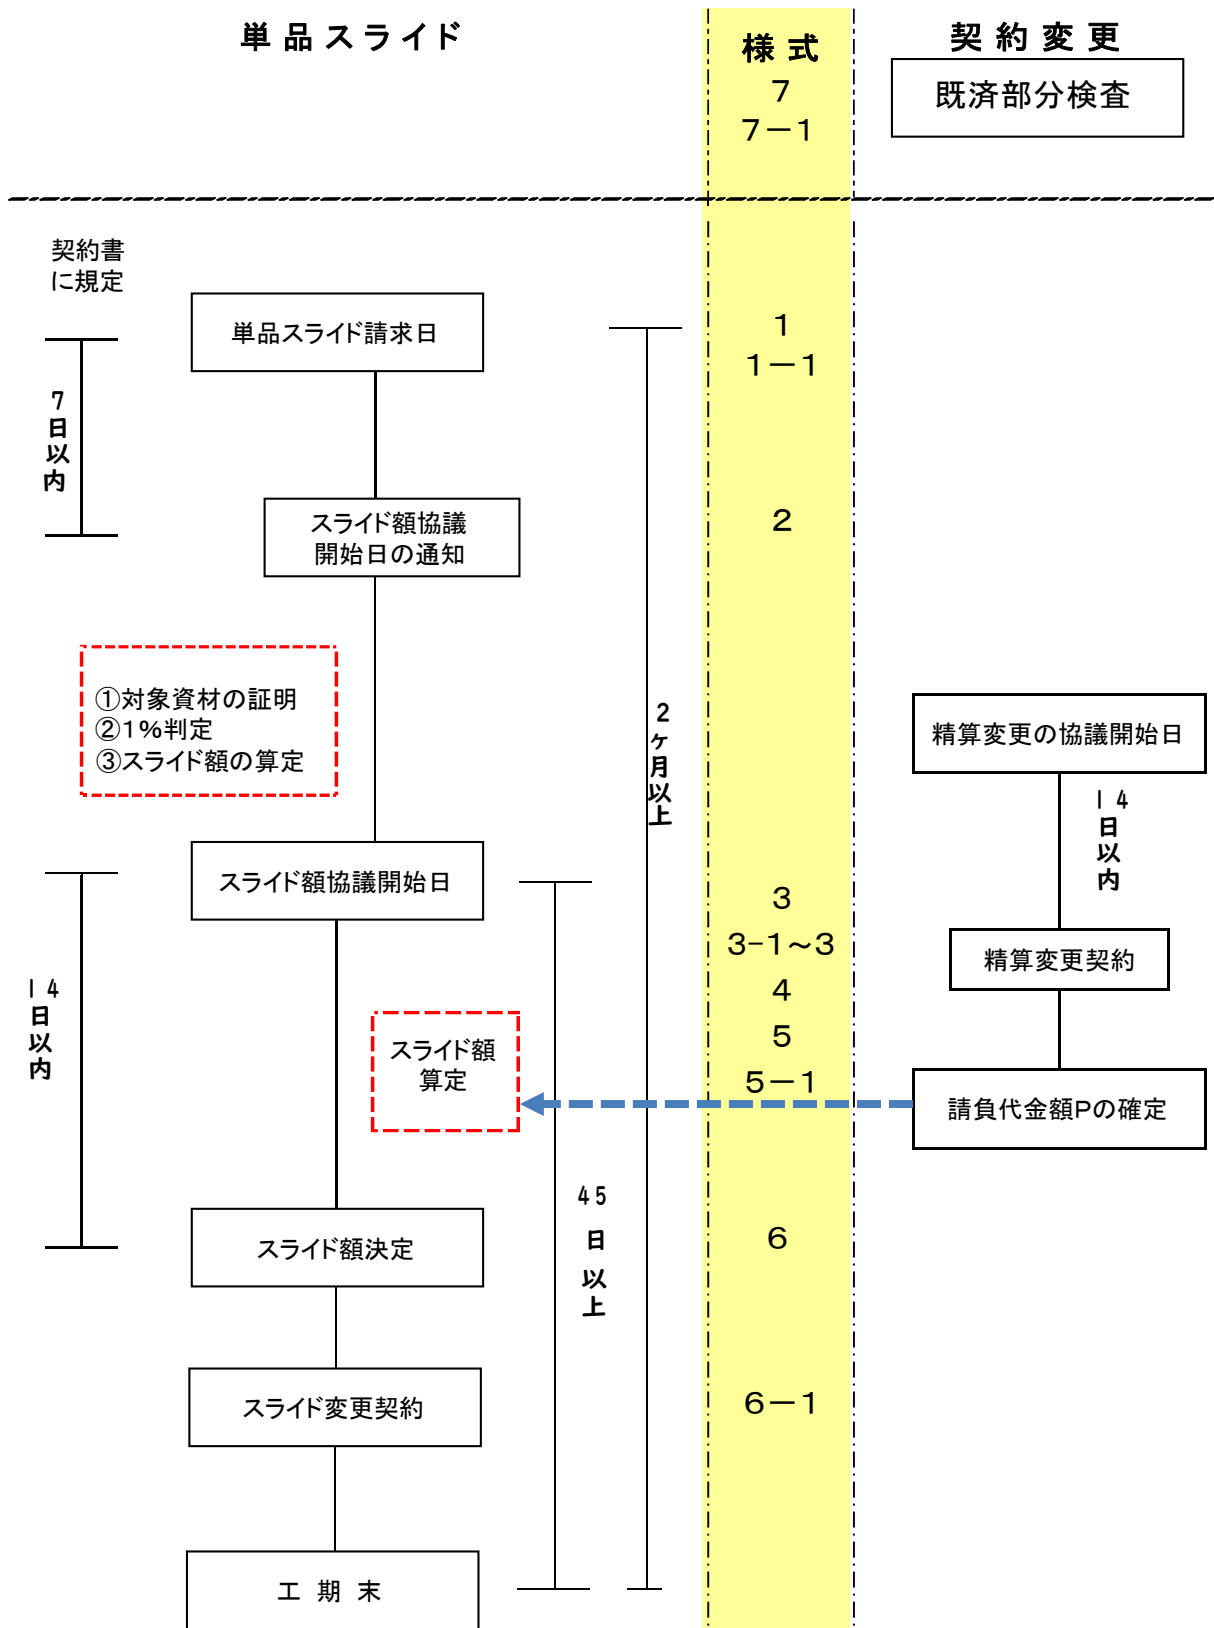 単品スライド
様式
契約変更
7
7－1
既済部分検査
契約書
に規定
7日以内
単品スライド請求日
1
1－1
スライド額協議
開始日の通知
2
①対象資材の証明
②1%判定
③スライド額の算定
2ヶ月以上
精算変更の協議開始日
14日以内
スライド額協議開始日
3
3-1～3
4
5
5－1
精算変更契約
14日以内
スライド額
算定
請負代金額Pの確定
45日以上
スライド額決定
6
スライド変更契約
6－1
工期末